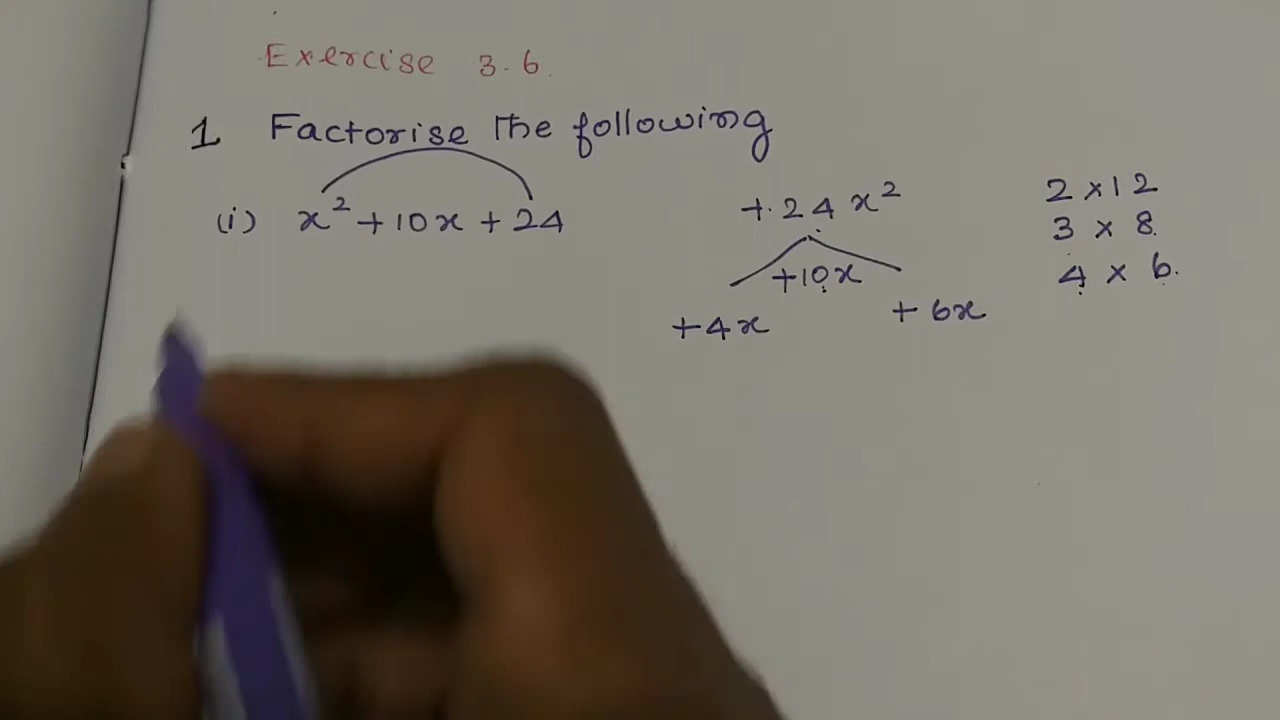 Exercise 3.6.
1 Factorise The following
(i) x² + 10x + 24
+24x²
+10x
+4x
+6x
2 × 12
3 × 8
4 × 6